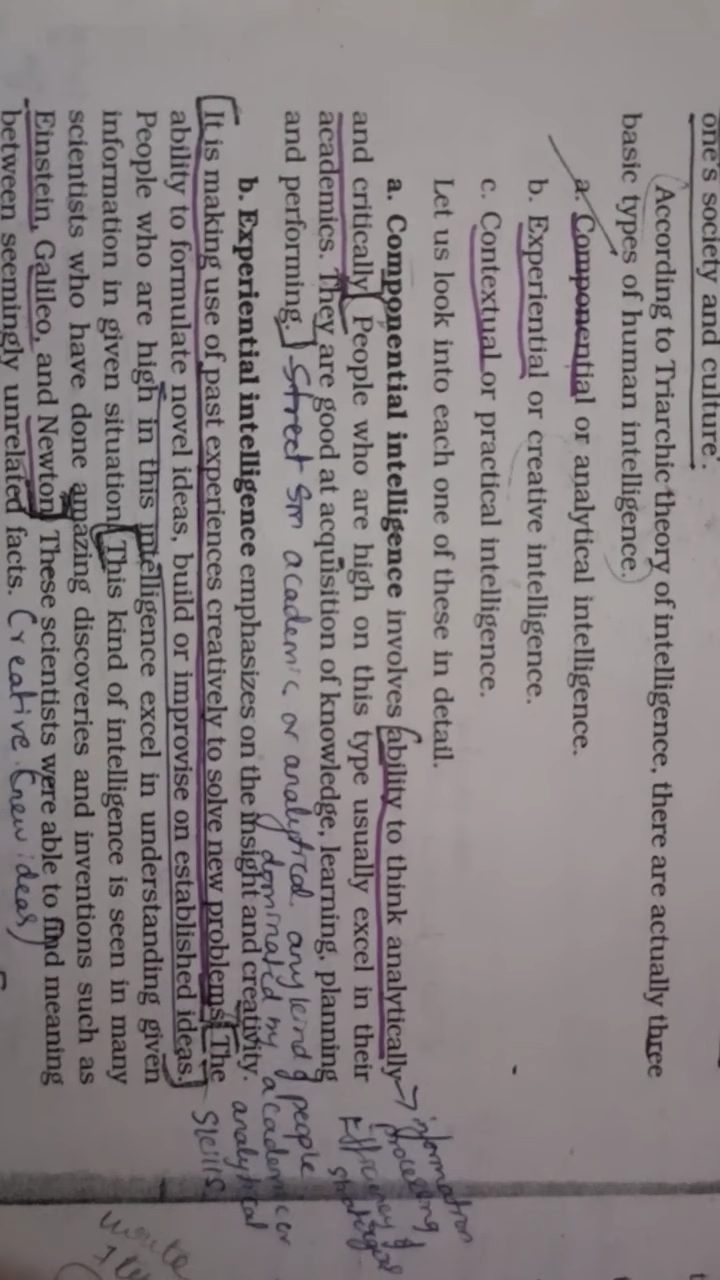 one's society and culture'.
According to Triarchic theory of intelligence, there are actually three
basic types of human intelligence.
a. Componential or analytical intelligence.
b. Experiential or creative intelligence.
c. Contextual or practical intelligence.
Let us look into each one of these in detail.
a. Componential intelligence involves ability to think analytically
information
processing
and critically. People who are high on this type usually excel in their
academics. They are good at acquisition of knowledge, learning, planning
and performing.
Street Sm academic or analytical any kind of people
dominated by academic or
analytical
skills
b. Experiential intelligence emphasizes on the insight and creativity.
It is making use of past experiences creatively to solve new problems. The
ability to formulate novel ideas, build or improvise on established ideas.
People who are high in this intelligence excel in understanding given
information in given situation. This kind of intelligence is seen in many
scientists who have done amazing discoveries and inventions such as
Einstein, Galileo, and Newton. These scientists were able to find meaning
between seemingly unrelated facts. (Creative. (new ideas)
write